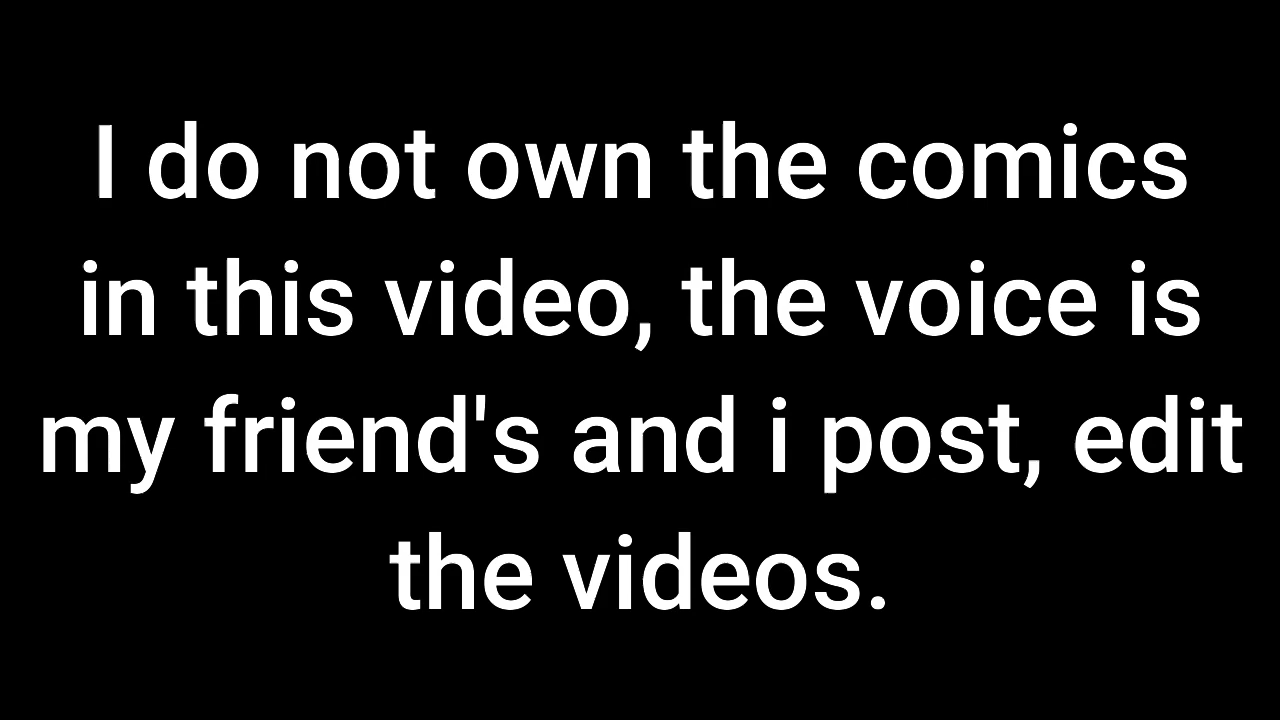 I do not own the comics
in this video, the voice is
my friend's and i post, edit
the videos.